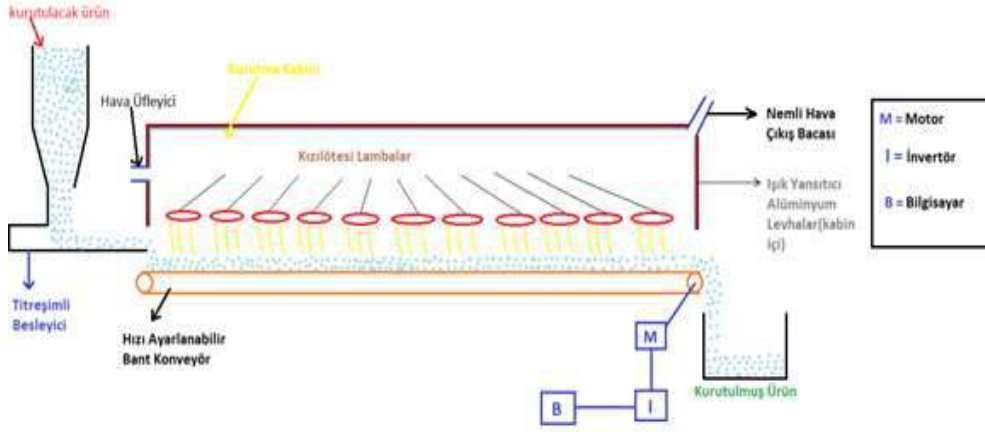 kurutulacak ürün
Hava Üfleyici
Kurutma Kabini
Kızılötesi Lambalar
Nemli Hava
Çıkış Bacası
Işık Yansıtıcı
Alüminyum
Levhalar(kabin
içi)
M = Motor
I = İnvertör
B = Bilgisayar
Titreşimli
Besleyici
Hızı Ayarlanabilir
Bant Konveyör
M
B
I
Kurutulmuş Ürün